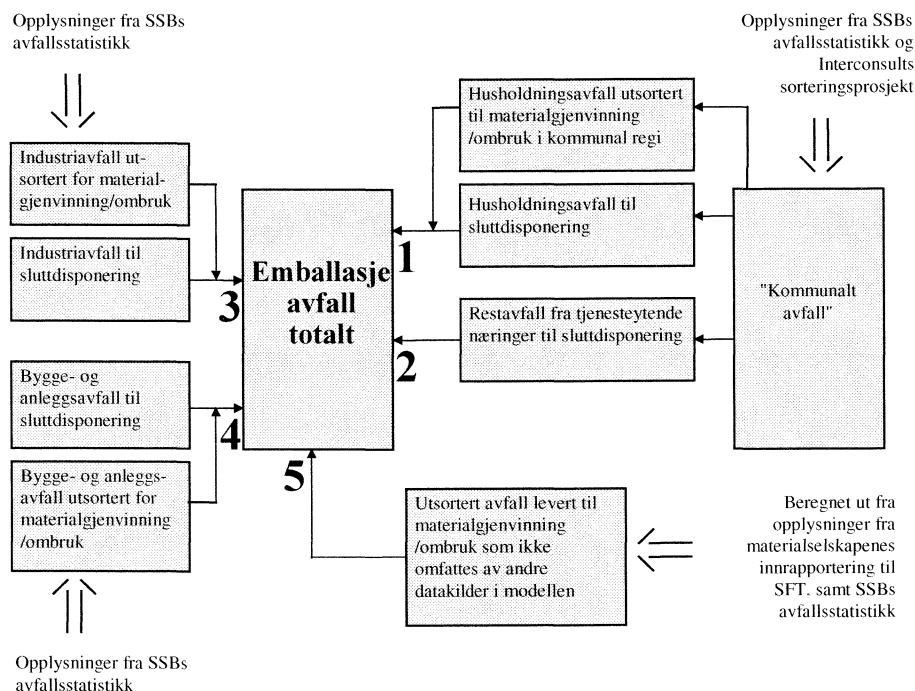 Opplysninger fra SSBs
avfallsstatistikk
Opplysninger fra SSBs
avfallsstatistikk og
Interconsults
sorteringsprosjekt
Industriavfall ut-
sortert for material-
gjenvinning/ombruk
Industriavfall til
sluttdisponering
3
Bygge- og
anleggsavfall til
sluttdisponering
4
Bygge- og anleggs-
avfall utsortert for
materialgjenvinning
/ombruk
Opplysninger fra SSBs
avfallsstatistikk
Emballasje
avfall
totalt
Husholdningsavfall utsortert
til materialgjenvinning
/ombruk i kommunal regi
1
Husholdningsavfall til
sluttdisponering
2
Restavfall fra tjenesteytende
næringer til sluttdisponering
"Kommunalt
avfall"
5
Utsortert avfall levert til
materialgjenvinning
/ombruk som ikke
omfattes av andre
datakilder i modellen
Beregnet ut fra
opplysninger fra
materialselskapenes
innrapportering til
SFT. samt SSBs
avfallsstatistikk